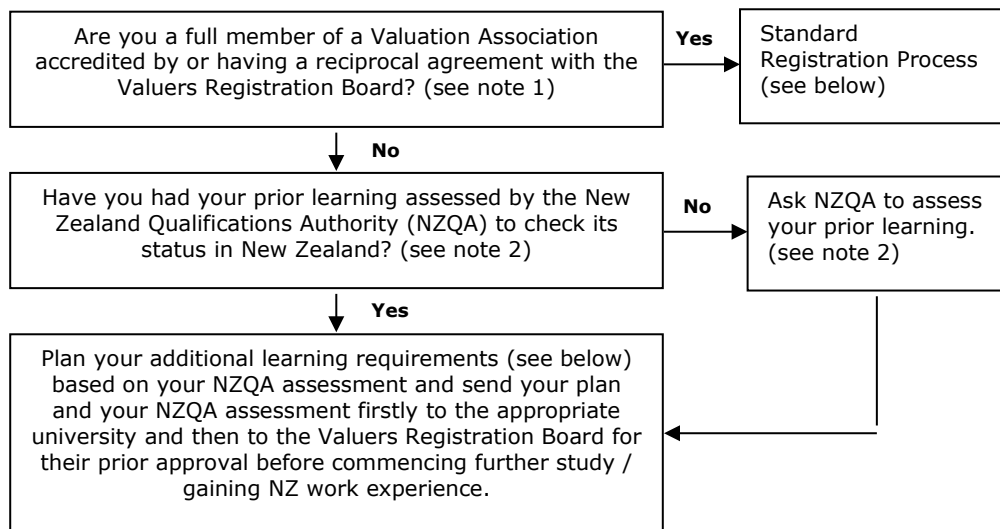 Are you a full member of a Valuation Association
accredited by or having a reciprocal agreement with the
Valuers Registration Board? (see note 1)
Yes
Standard
Registration Process
(see below)
No
Have you had your prior learning assessed by the New
Zealand Qualifications Authority (NZQA) to check its
status in New Zealand? (see note 2)
No
Ask NZQA to assess
your prior learning.
(see note 2)
Yes
Plan your additional learning requirements (see below)
based on your NZQA assessment and send your plan
and your NZQA assessment firstly to the appropriate
university and then to the Valuers Registration Board for
their prior approval before commencing further study /
gaining NZ work experience.